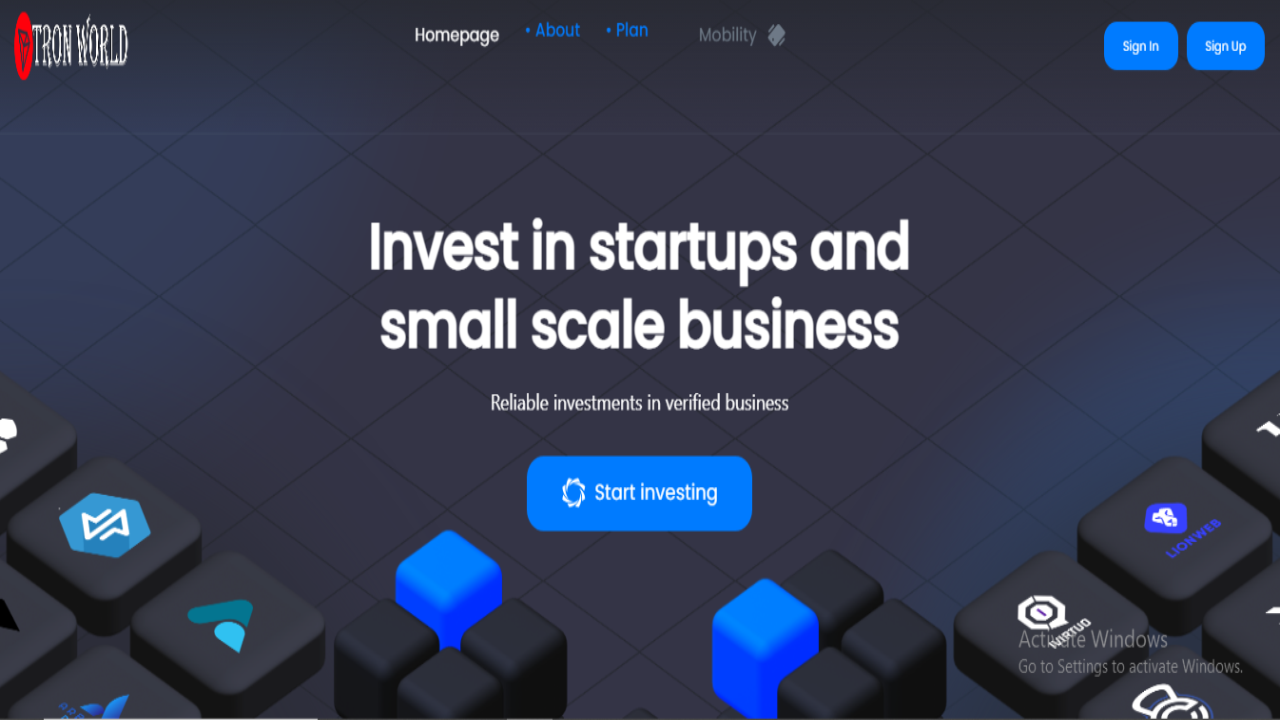 TRON WORLD
Homepage
• About
• Plan
Mobility
Sign In
Sign Up
Invest in startups and
small scale business
Reliable investments in verified business
Start investing
LIONWEB
VIRTUO
Activate Windows
Go to Settings to activate Windows.